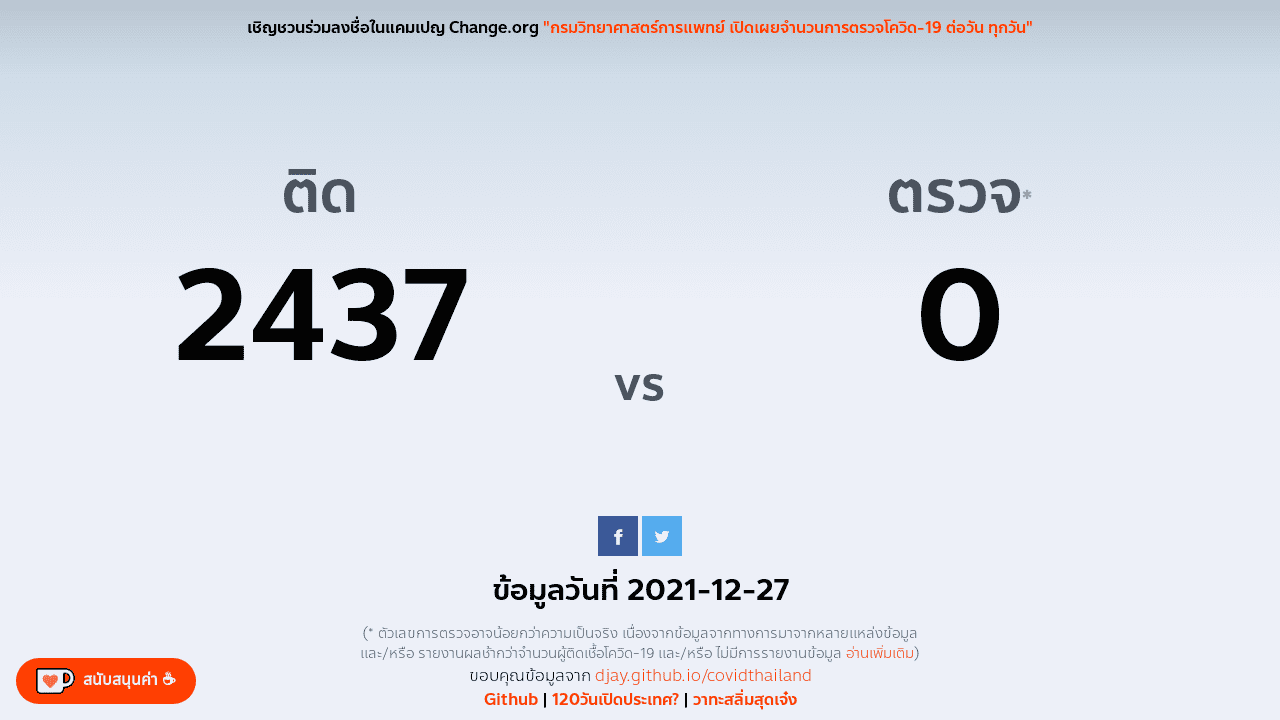 เชิญชวนร่วมลงชื่อในแคมเปญ Change.org "กรมวิทยาศาสตร์การแพทย์ เปิดเผยจำนวนการตรวจโควิด-19 ต่อวัน ทุกวัน"
ติด
ตรวจ*
2437
0
vs
ข้อมูลวันที่ 2021-12-27
(* ตัวเลขการตรวจอาจน้อยกว่าความเป็นจริง เนื่องจากข้อมูลจากทางการมาจากหลายแหล่งข้อมูล
และ/หรือ รายงานผลช้ากว่าจำนวนผู้ติดเชื้อโควิด-19 และ/หรือ ไม่มีการรายงานข้อมูล อ่านเพิ่มเติม)
ขอบคุณข้อมูลจาก djay.github.io/covidthailand
Github | 120วันเปิดประเทศ? | วาทะสลิ่มสุดเจ๋ง
สนับสนุนค่า ☕